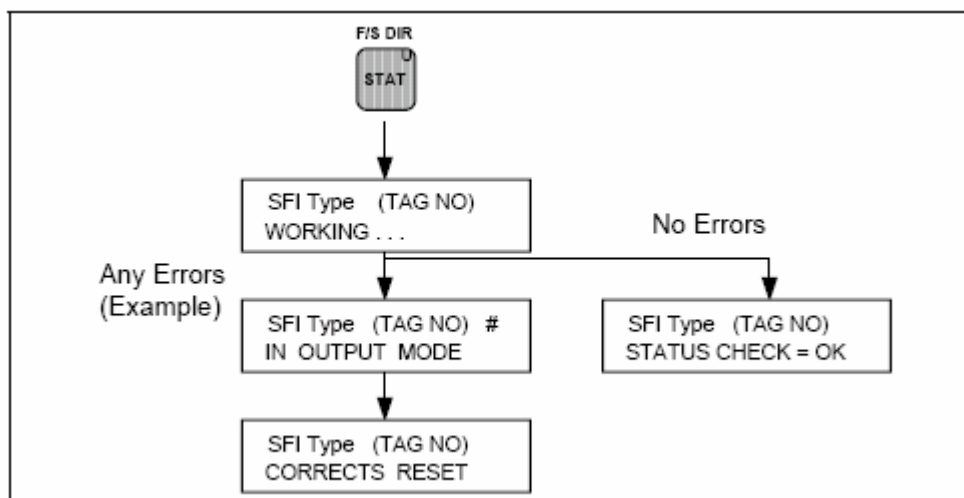 F/S DIR
STAT
SFI Type (TAG NO)
WORKING . . .
No Errors
Any Errors
(Example)
SFI Type (TAG NO) #
IN OUTPUT MODE
SFI Type (TAG NO)
STATUS CHECK = OK
SFI Type (TAG NO)
CORRECTS RESET